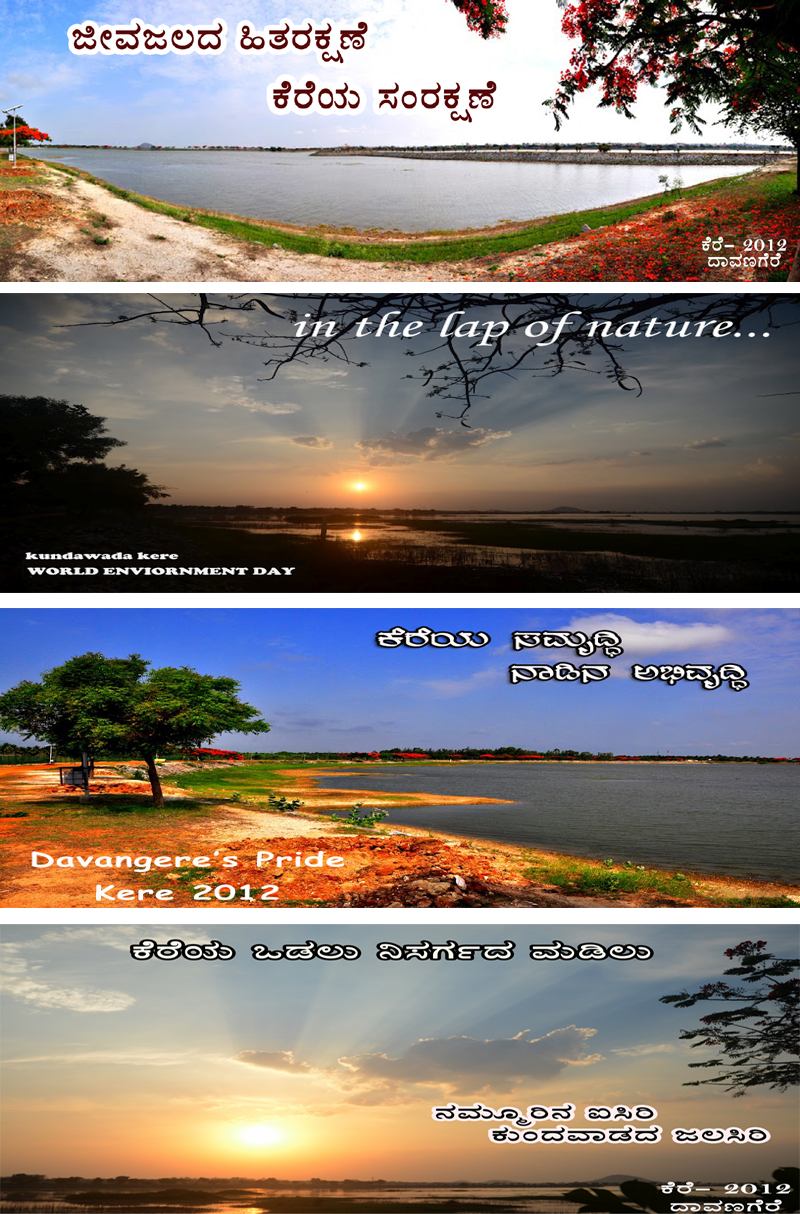 ಜೀವಜಲದ ಹಿತರಕ್ಷಣೆ
ಕೆರೆಯ ಸಂರಕ್ಷಣೆ
ಕೆರೆ- 2012
ದಾವಣಗೆರೆ
in the lap of nature...
kundawada kere
WORLD ENVIORNMENT DAY
ಕೆರೆಯ ಸಮೃದ್ಧಿ
ನಾಡಿನ ಅಭಿವೃದ್ಧಿ
Davangere's Pride
Kere 2012
ಕೆರೆಯ ಒಡಲು ನಿಸರ್ಗದ ಮಡಿಲು
ನಮ್ಮೂರಿನ ಐಸಿರಿ
ಕುಂದವಾಡದ ಜಲಸಿರಿ
ಕೆರೆ- 2012
ದಾವಣಗೆರೆ